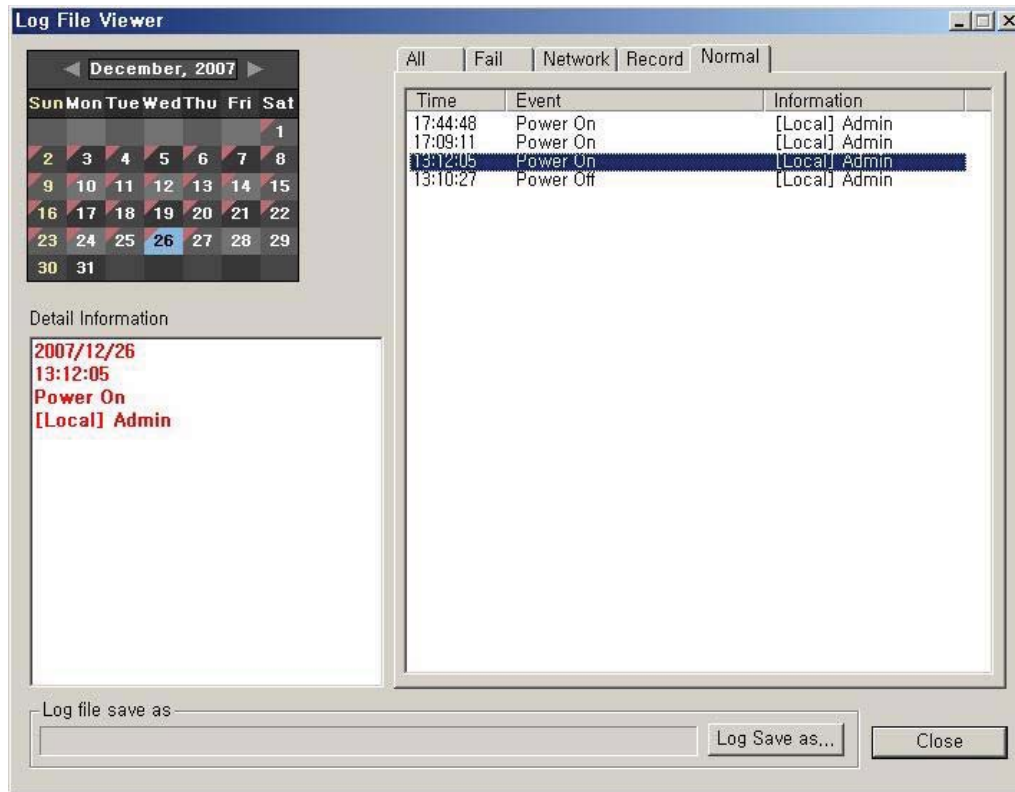 Log File Viewer
December, 2007
Sun Mon Tue Wed Thu Fri Sat
1
2 3 4 5 6 7 8
9 10 11 12 13 14 15
16 17 18 19 20 21 22
23 24 25 26 27 28 29
30 31
Detail Information
2007/12/26
13:12:05
Power On
[Local] Admin
All Fail Network Record Normal
Time Event Information
17:44:48 Power On [Local] Admin
17:09:11 Power On [Local] Admin
13:12:05 Power On [Local] Admin
13:10:27 Power Off [Local] Admin
Log file save as
Log Save as...
Close